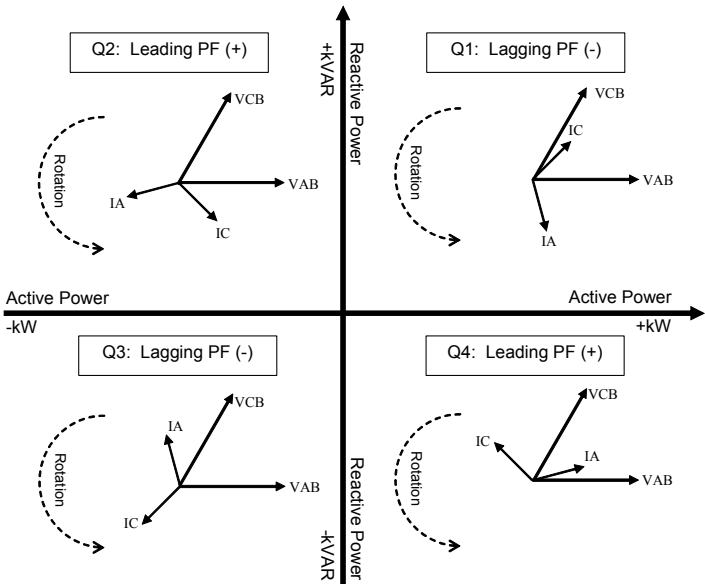 Q2: Leading PF (+)
VCB
VAB
IA
IC
Rotation
+kVAR
Reactive Power
Q1: Lagging PF (-)
VCB
IC
VAB
IA
Rotation
Active Power
-kW
Active Power
+kW
Q3: Lagging PF (-)
VCB
IA
VAB
IC
Rotation
-kVAR
Reactive Power
Q4: Leading PF (+)
VCB
IC
IA
VAB
Rotation